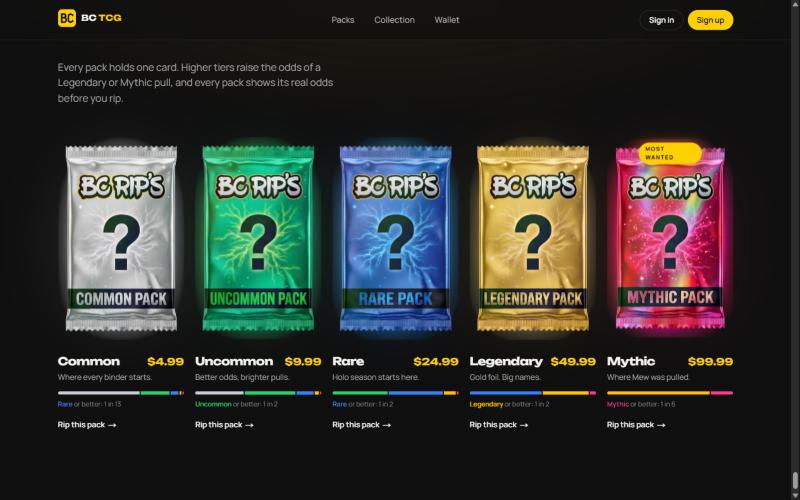 BC BC TCG
Packs Collection Wallet
Sign in Sign up
Every pack holds one card. Higher tiers raise the odds of a
Legendary or Mythic pull, and every pack shows its real odds
before you rip.
MOST
WANTED
BC RIP'S BC RIP'S BC RIP'S BC RIP'S BC RIP'S
? ? ? ? ?
COMMON PACK UNCOMMON PACK RARE PACK LEGENDARY PACK MYTHIC PACK
Common $4.99 Uncommon $9.99 Rare $24.99 Legendary $49.99 Mythic $99.99
Where every binder starts. Better odds, brighter pulls. Holo season starts here. Gold foil. Big names. Where Mew was pulled.
Rare or better: 1 in 13 Uncommon or better: 1 in 2 Rare or better: 1 in 2 Legendary or better: 1 in 2 Mythic or better: 1 in 6
Rip this pack → Rip this pack → Rip this pack → Rip this pack → Rip this pack →